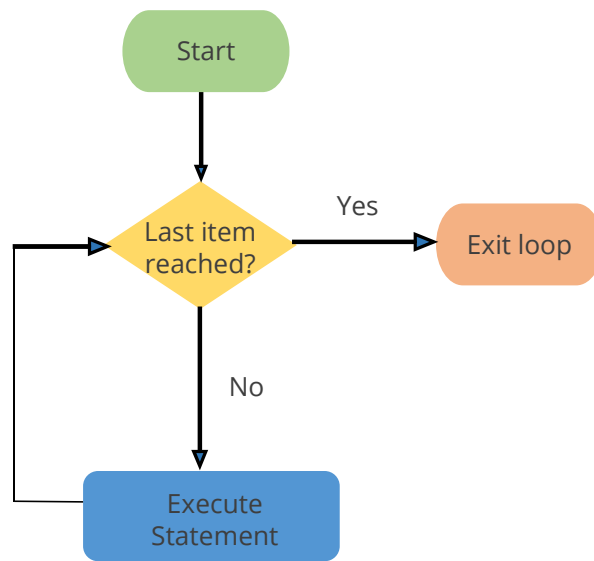 Start
Last item
reached?
Yes
Exit loop
No
Execute
Statement